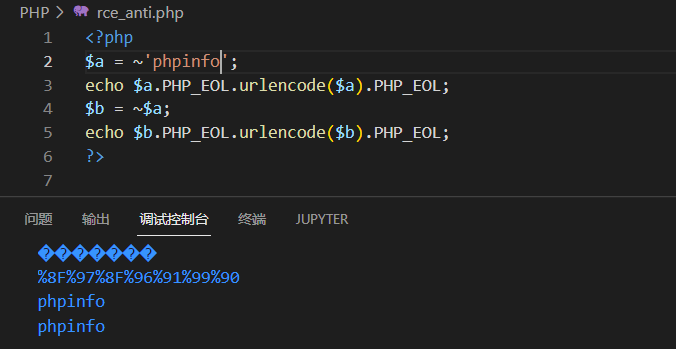 PHP > rce_anti.php
1 <?php
2 $a = ~'phpinfo';
3 echo $a.PHP_EOL.urlencode($a).PHP_EOL;
4 $b = ~$a;
5 echo $b.PHP_EOL.urlencode($b).PHP_EOL;
6 ?>
7
问题 输出 调试控制台 终端 JUPYTER
�������
%8F%97%8F%96%91%99%90
phpinfo
phpinfo